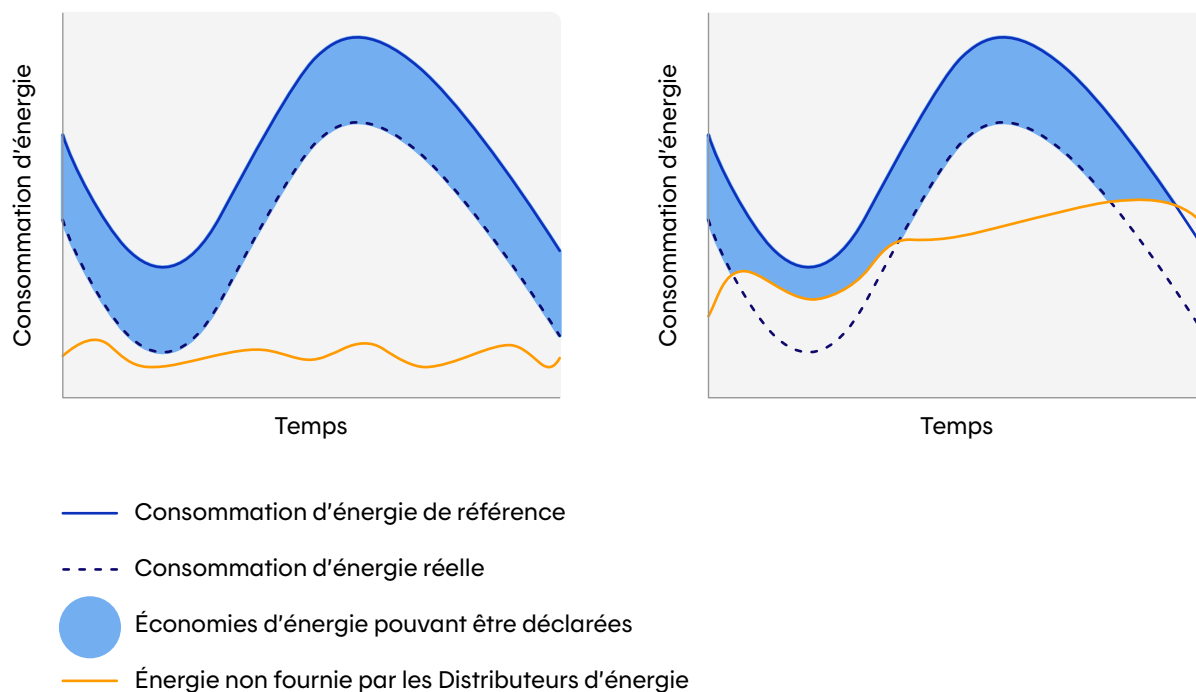 Consommation d'énergie
Temps
Consommation d'énergie
Temps
Consommation d'énergie de référence
Consommation d'énergie réelle
Économies d'énergie pouvant être déclarées
Énergie non fournie par les Distributeurs d'énergie